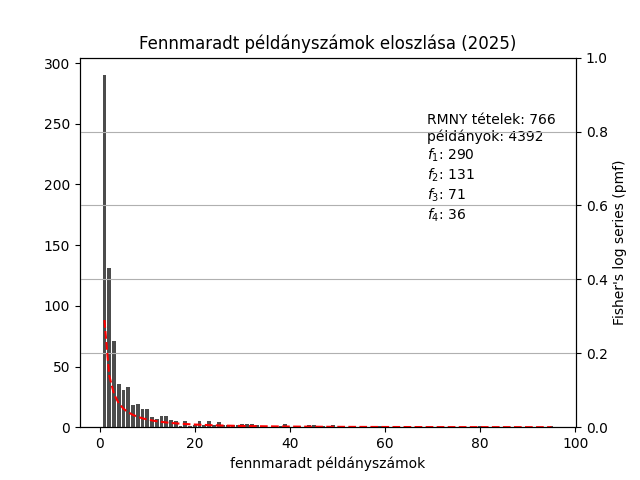 Fennmaradt példányszámok eloszlása (2025)
300
250
200
150
100
50
0
RMNY tételek: 766
példányok: 4392
f₁: 290
f₂: 131
f₃: 71
f₄: 36
1.0
0.8
0.6
0.4
0.2
0.0
Fisher's log series (pmf)
0 20 40 60 80 100
fennmaradt példányszámok